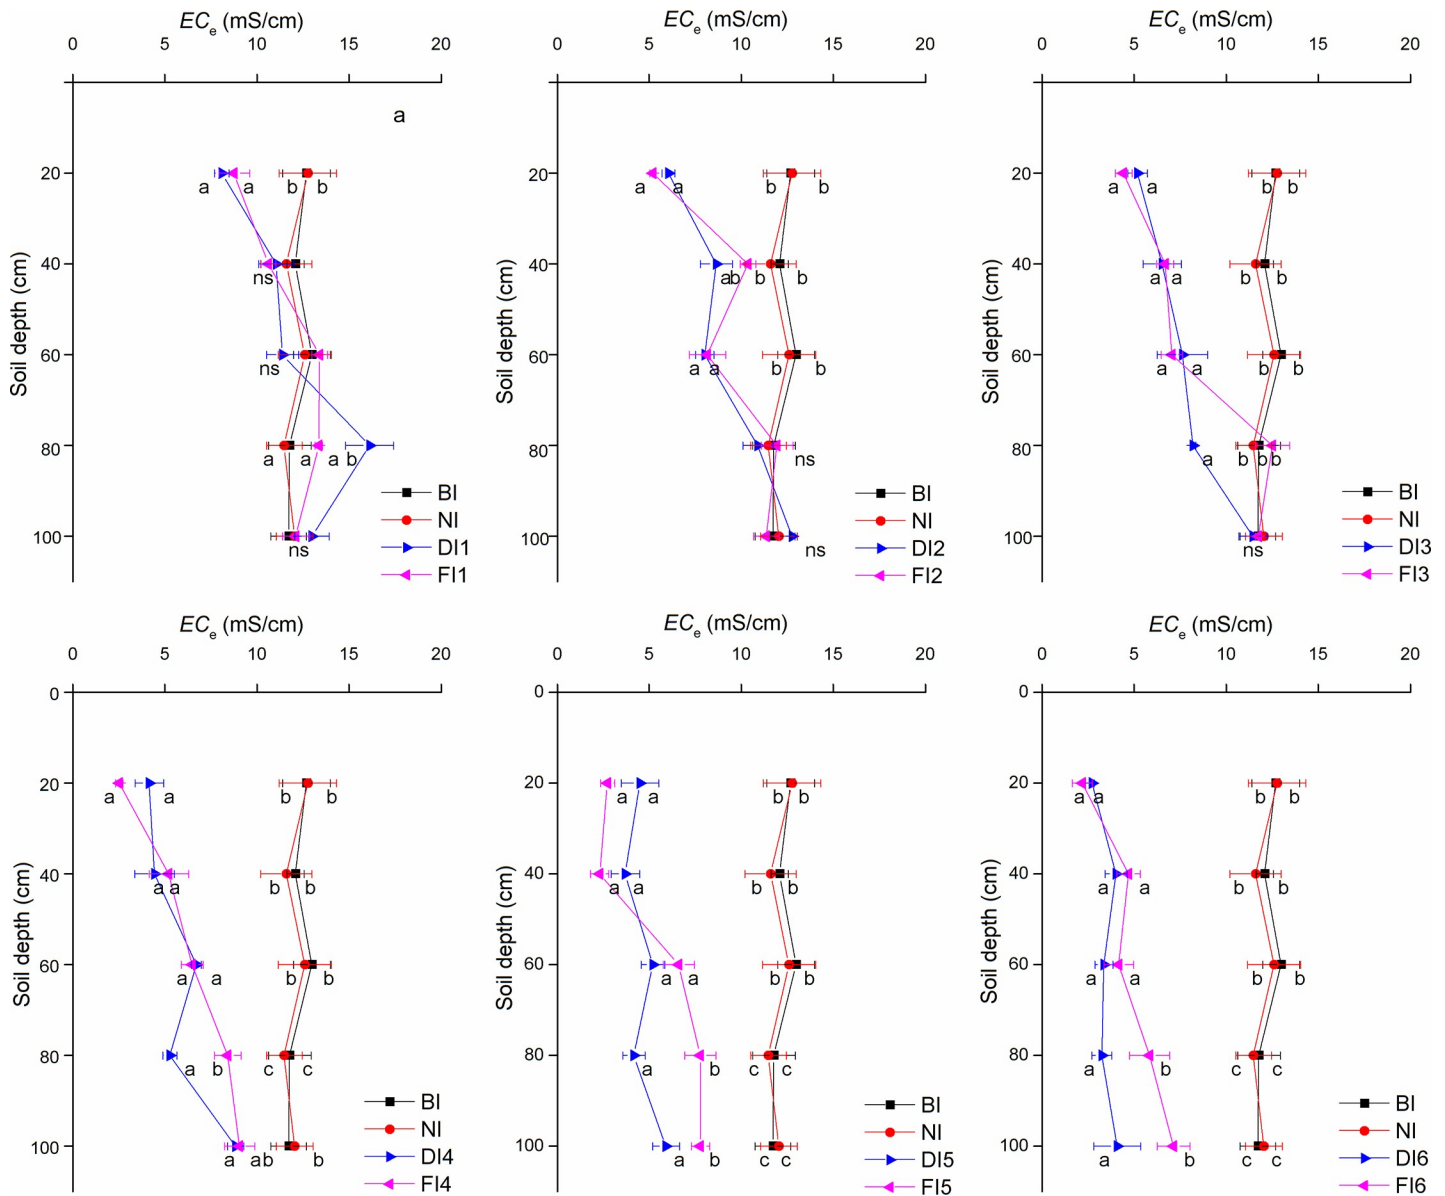 ECe (mS/cm) ECe (mS/cm) ECe (mS/cm)
0 5 10 15 20 0 5 10 15 20 0 5 10 15 20
a
20 20 20
a a b b a a b b a a b b
40 40 40
ns ab b b a a b b
Soil depth (cm) Soil depth (cm) Soil depth (cm)
60 60 60
ns a a b b a a b b
80 80 80
a a a b ns a b b b
BI BI BI
NI NI NI
100 100 100
ns ns ns
DI1 DI2 DI3
FI1 FI2 FI3
ECe (mS/cm) ECe (mS/cm) ECe (mS/cm)
0 5 10 15 20 0 5 10 15 20 0 5 10 15 20
0 0 0
20 20 20
a a b b a a b b a a b b
40 40 40
a a b b a a b b a a b b
Soil depth (cm) Soil depth (cm) Soil depth (cm)
60 60 60
a a b b a a b b a a b b
80 80 80
a b c c a b c c a b c c
BI BI BI
NI NI NI
100 100 100
a ab b a b c c a b c c
DI4 DI5 DI6
FI4 FI5 FI6